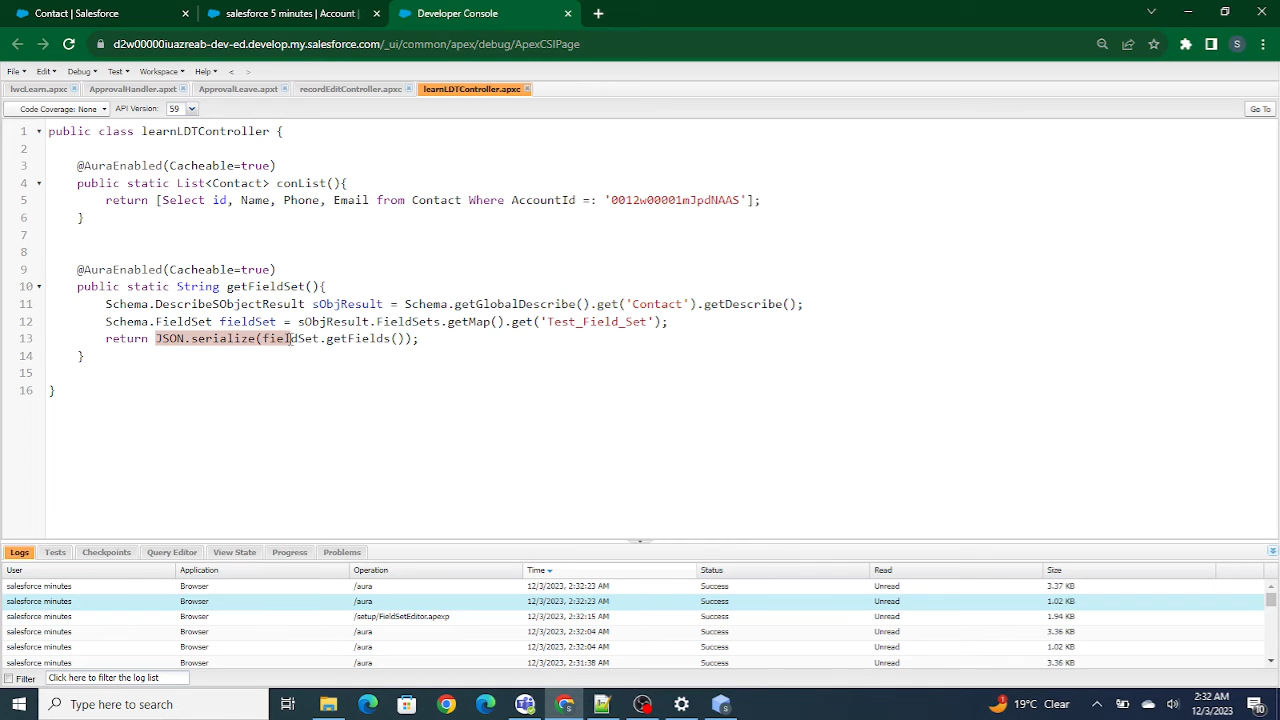 Contact | Salesforce
salesforce 5 minutes | Account |
Developer Console
d2w00000iuazreab-dev-ed.develop.my.salesforce.com/_ui/common/apex/debug/ApexCSIPage
S
File Edit Debug Test Workspace Help < >
lwcLearn.apxc ApprovalHandler.apxt ApprovalLeave.apxt recordEditController.apxc learnLDTController.apxc
Code Coverage: None API Version: 59 Go To
1 public class learnLDTController {
2
3 @AuraEnabled(Cacheable=true)
4 public static List<Contact> conList(){
5 return [Select id, Name, Phone, Email from Contact Where AccountId =: '0012w00001mJpdNAAS'];
6 }
7
8
9 @AuraEnabled(Cacheable=true)
10 public static String getFieldSet(){
11 Schema.DescribeSObjectResult sObjResult = Schema.getGlobalDescribe().get('Contact').getDescribe();
12 Schema.FieldSet fieldSet = sObjResult.FieldSets.getMap().get('Test_Field_Set');
13 return JSON.serialize(fieldSet.getFields());
14 }
15
16 }
Logs Tests Checkpoints Query Editor View State Progress Problems
User Application Operation Time Status Read Size
salesforce minutes Browser /aura 12/3/2023, 2:32:23 AM Success Unread 3.37 KB
salesforce minutes Browser /aura 12/3/2023, 2:32:23 AM Success Unread 1.02 KB
salesforce minutes Browser /setup/FieldSetEditor.apexp 12/3/2023, 2:32:15 AM Success Unread 1.94 KB
salesforce minutes Browser /aura 12/3/2023, 2:32:04 AM Success Unread 3.36 KB
salesforce minutes Browser /aura 12/3/2023, 2:32:04 AM Success Unread 1.02 KB
salesforce minutes Browser /aura 12/3/2023, 2:31:38 AM Success Unread 3.36 KB
Filter Click here to filter the log list
Type here to search
19°C Clear
2:32 AM
12/3/2023
10